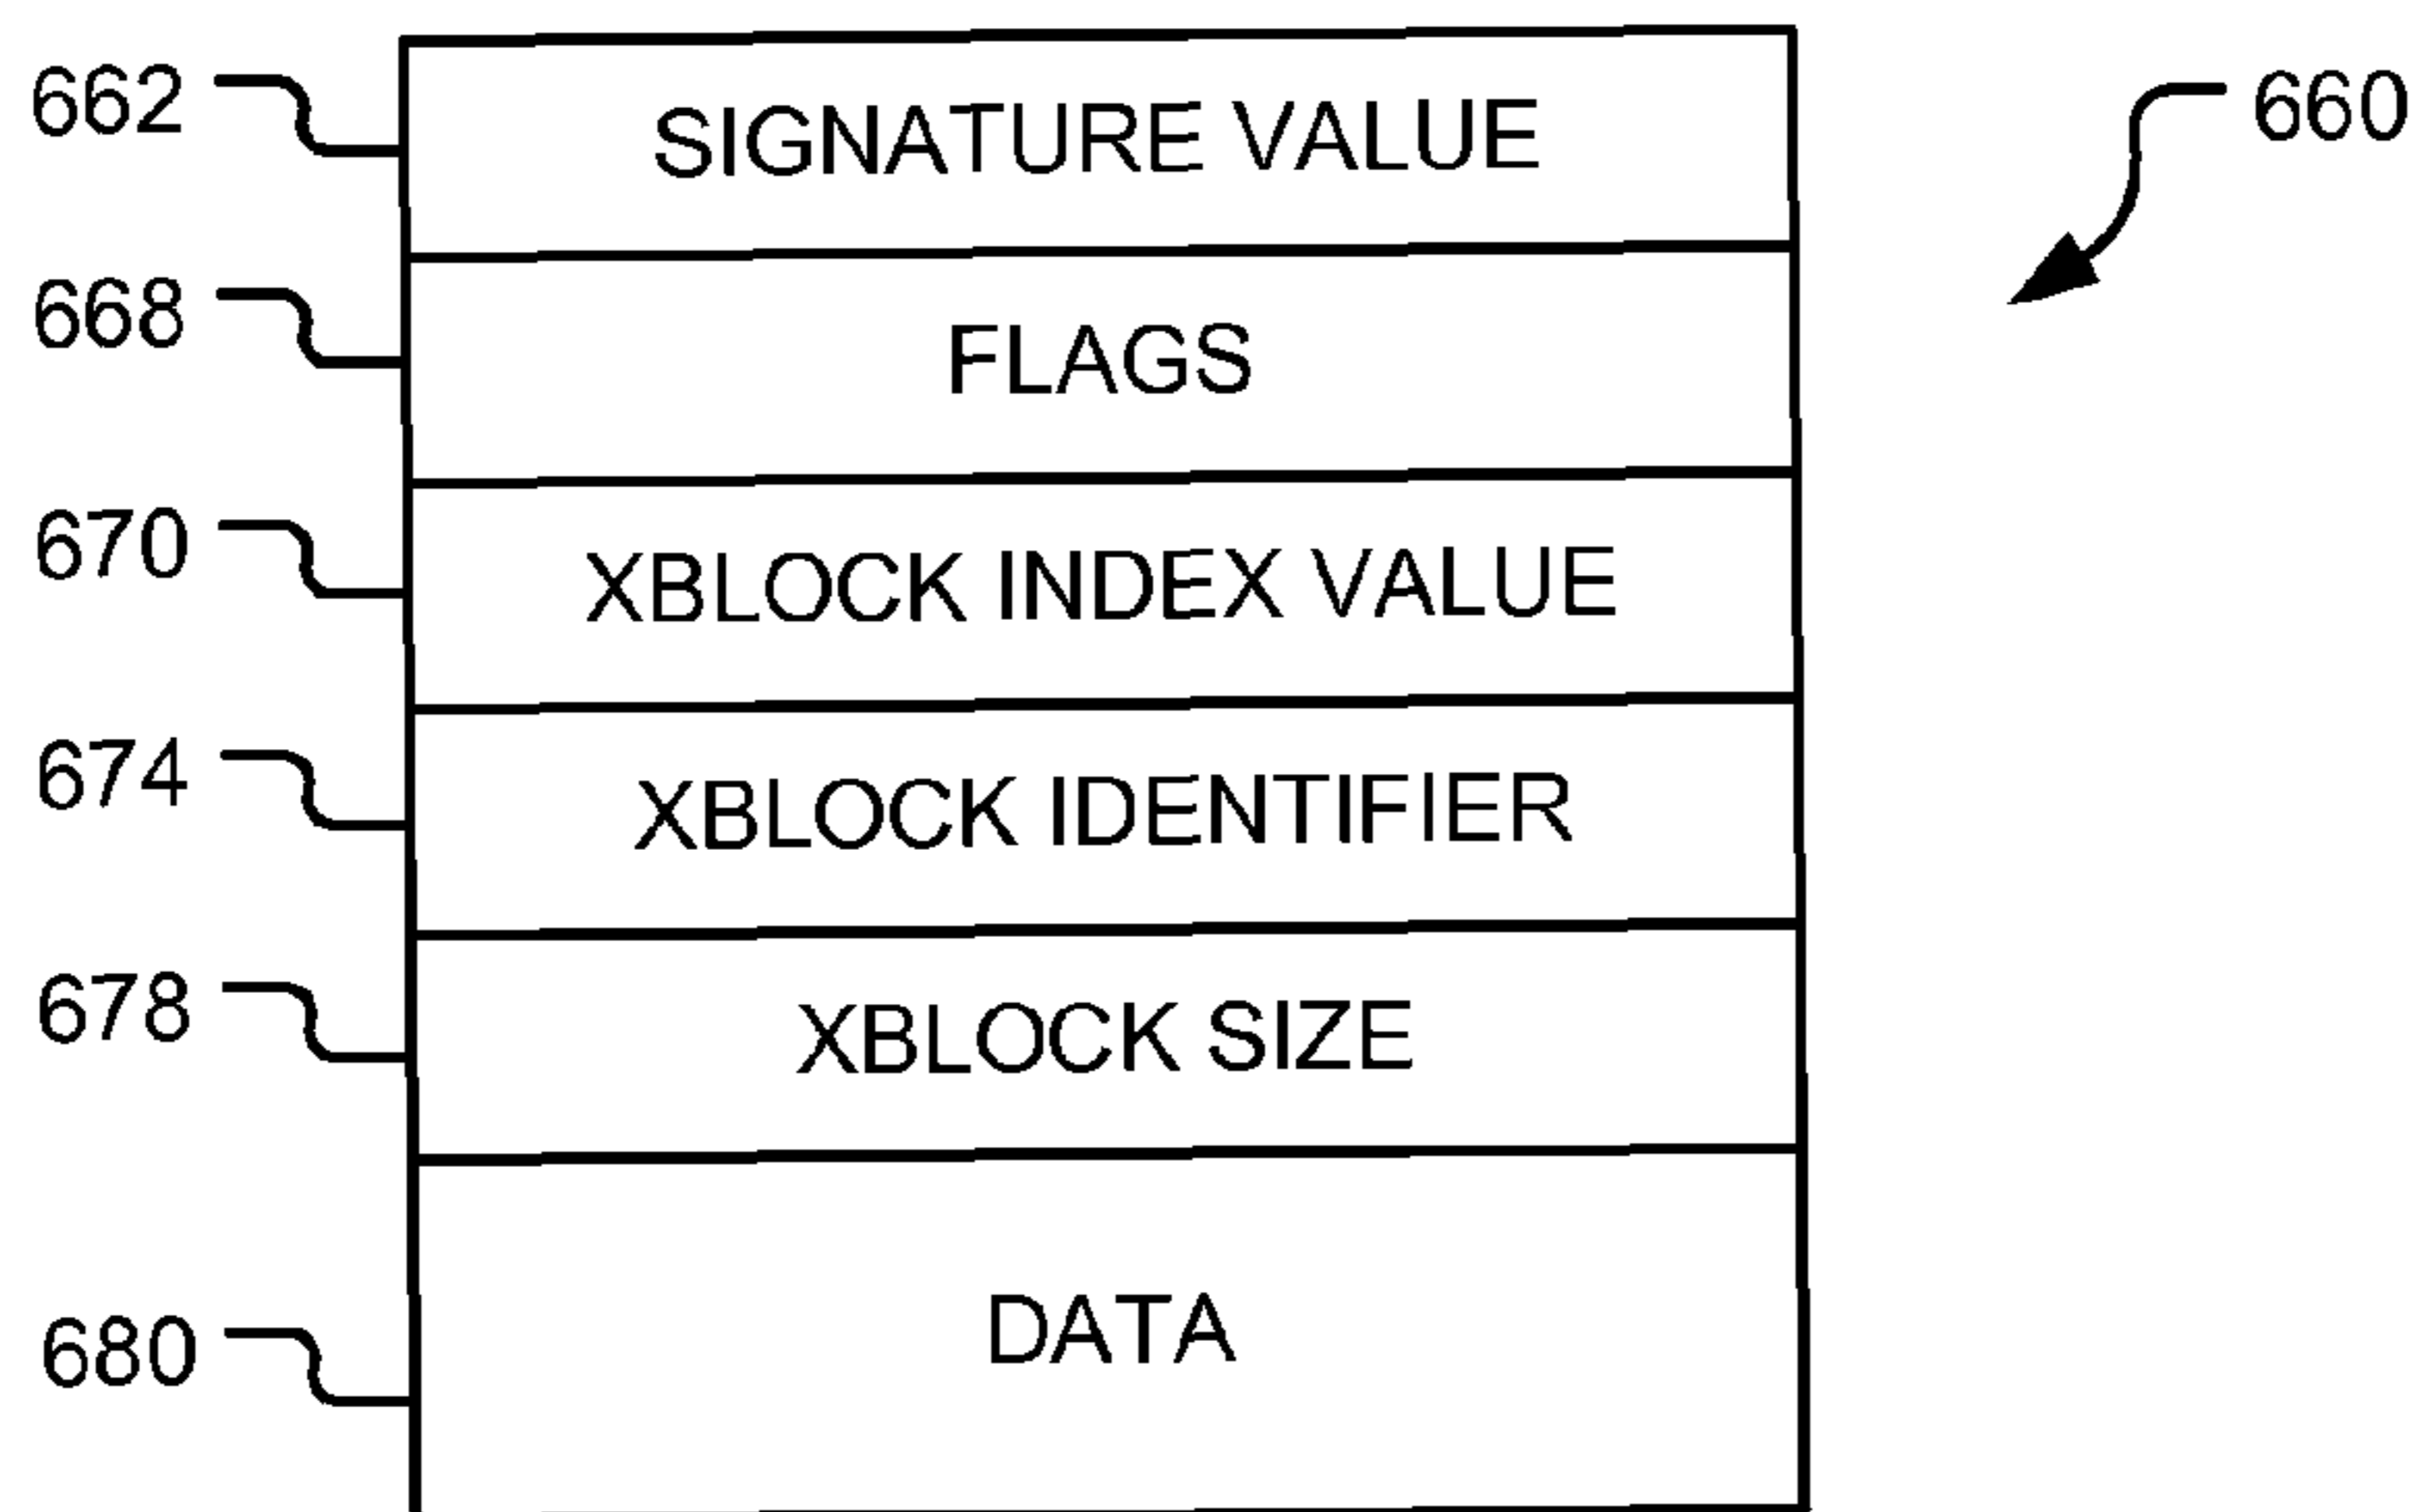 662 SIGNATURE VALUE 660
668 FLAGS
670 XBLOCK INDEX VALUE
674 XBLOCK IDENTIFIER
678 XBLOCK SIZE
680 DATA